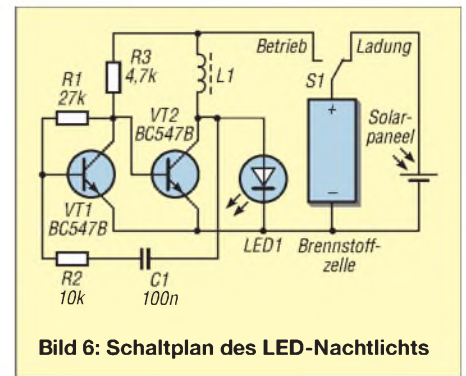 Betrieb
Ladung
R3
4,7k
S1
R1
27k
L1
VT2
BC547B
+
Solar-
paneel
VT1
BC547B
–
LED1
Brennstoff-
zelle
R2
10k
C1
100n
Bild 6: Schaltplan des LED-Nachtlichts